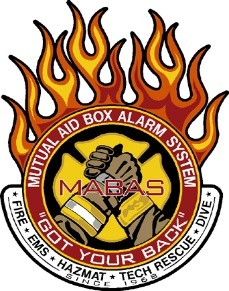 MUTUAL AID BOX ALARM SYSTEM
MABAS
"GOT YOUR BACK"
FIRE * EMS * HAZMAT * TECH RESCUE * DIVE
SINCE 1968